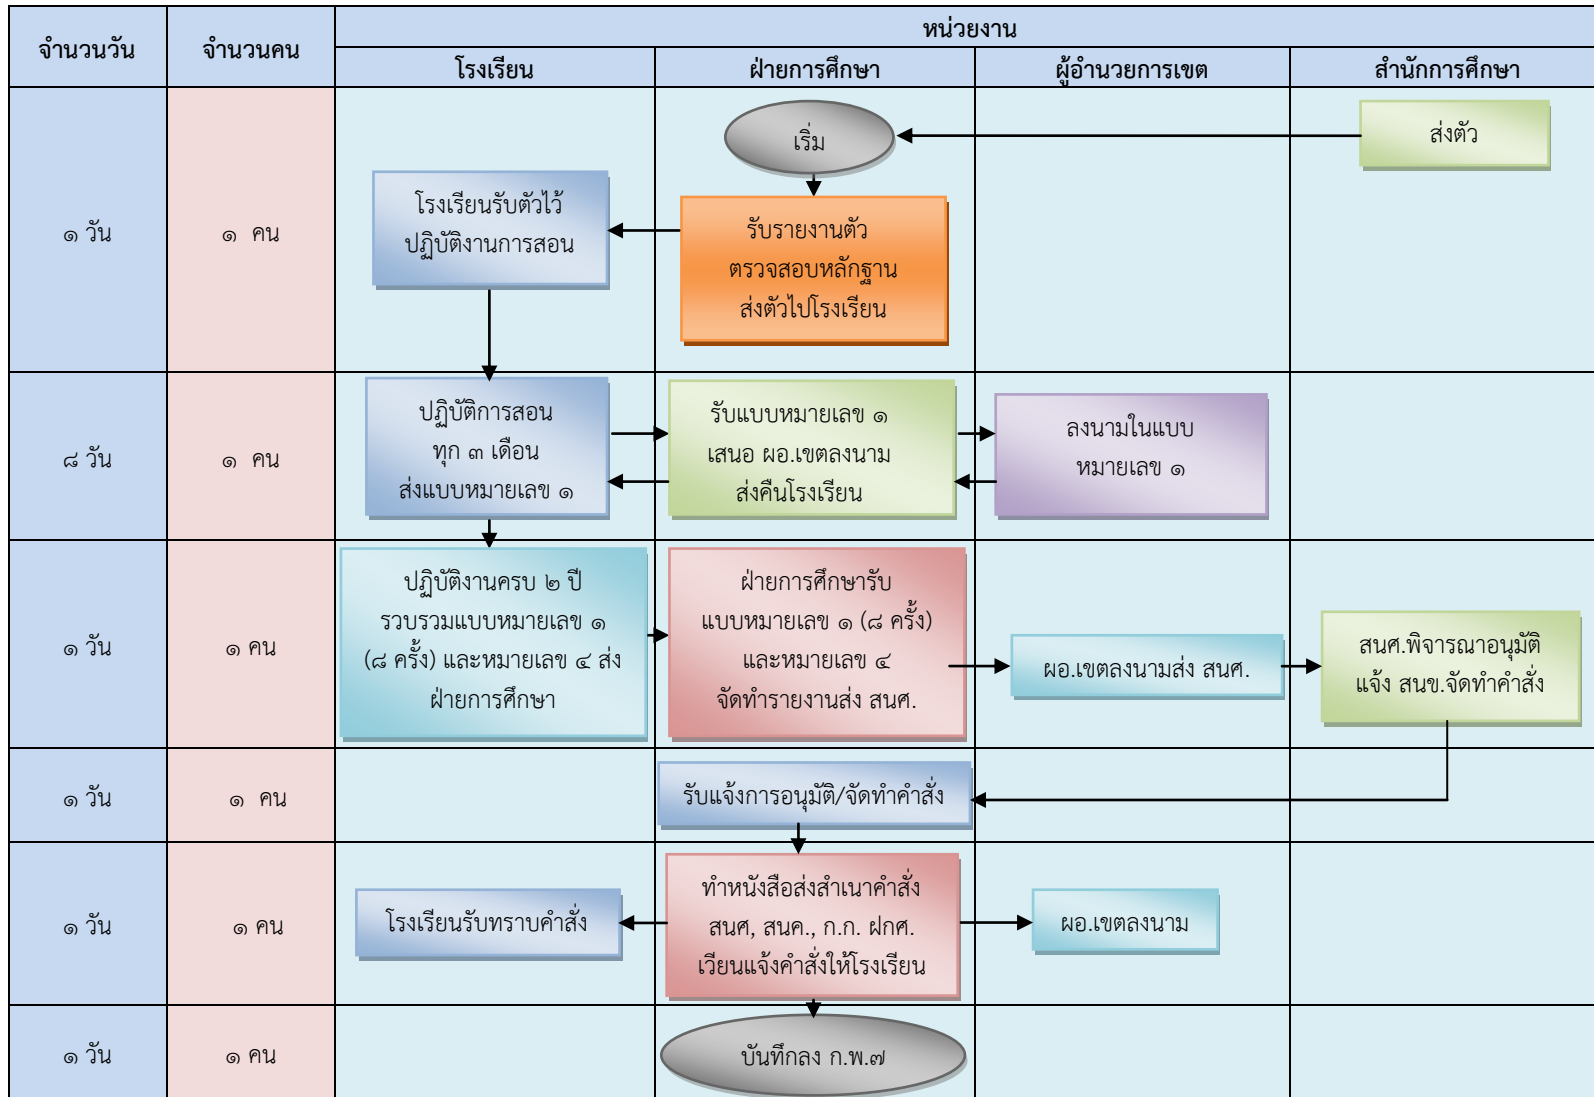 จำนวนวัน
จำนวนคน
หน่วยงาน
โรงเรียน
ฝ่ายการศึกษา
ผู้อำนวยการเขต
สำนักการศึกษา
๑ วัน
๑ คน
ส่งตัว
เริ่ม
โรงเรียนรับตัวไว้
ปฏิบัติงานการสอน
รับรายงานตัว
ตรวจสอบหลักฐาน
ส่งตัวไปโรงเรียน
๘ วัน
๑ คน
ปฏิบัติการสอน
ทุก ๓ เดือน
ส่งแบบหมายเลข ๑
รับแบบหมายเลข ๑
เสนอ ผอ.เขตลงนาม
ส่งคืนโรงเรียน
ลงนามในแบบ
หมายเลข ๑
๑ วัน
๑ คน
ปฏิบัติงานครบ ๒ ปี
รวบรวมแบบหมายเลข ๑
(๘ ครั้ง) และหมายเลข ๔ ส่ง
ฝ่ายการศึกษา
ฝ่ายการศึกษารับ
แบบหมายเลข ๑ (๘ ครั้ง)
และหมายเลข ๔
จัดทำรายงานส่ง สนศ.
ผอ.เขตลงนามส่ง สนศ.
สนศ.พิจารณาอนุมัติ
แจ้ง สนข.จัดทำคำสั่ง
๑ วัน
๑ คน
รับแจ้งการอนุมัติ/จัดทำคำสั่ง
๑ วัน
๑ คน
โรงเรียนรับทราบคำสั่ง
ทำหนังสือส่งสำเนาคำสั่ง
สนศ, สนค., ก.ก. ฝกศ.
เวียนแจ้งคำสั่งให้โรงเรียน
ผอ.เขตลงนาม
๑ วัน
๑ คน
บันทึกลง ก.พ.๗